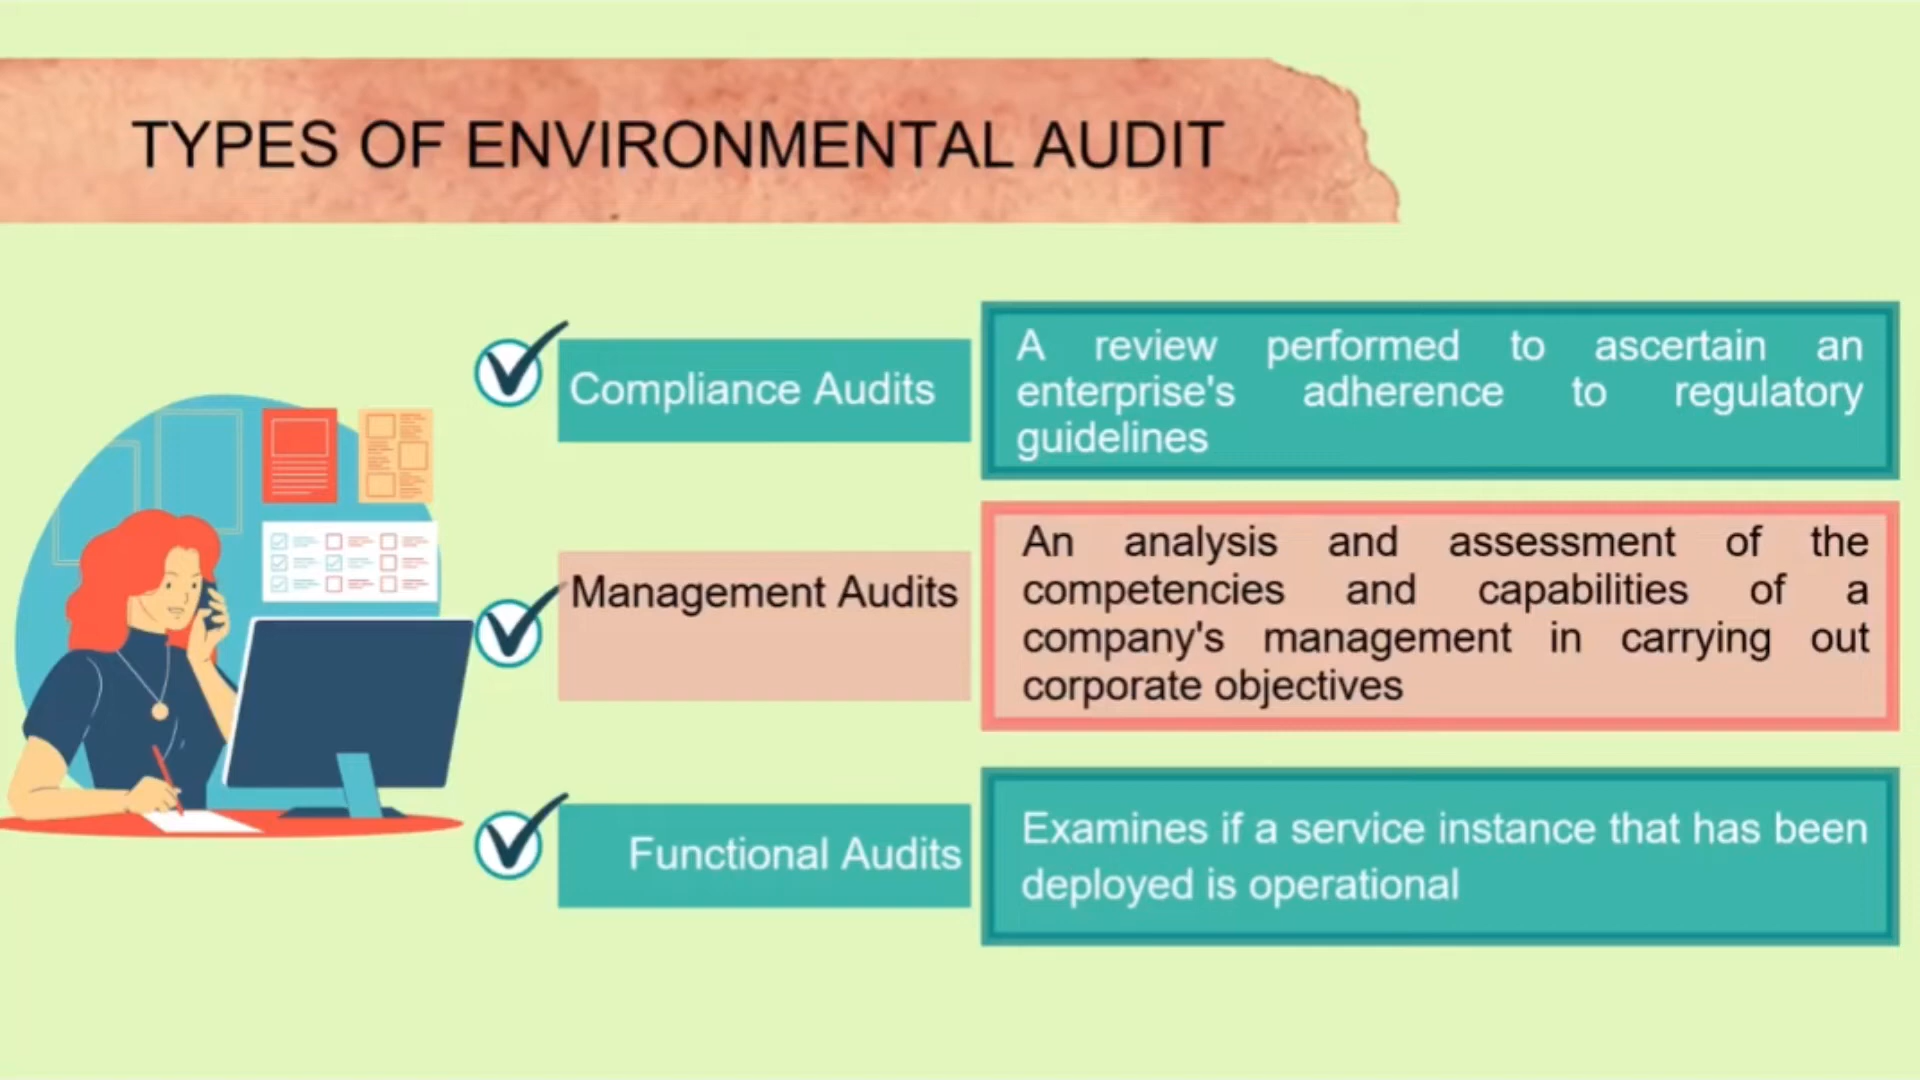 TYPES OF ENVIRONMENTAL AUDIT
Compliance Audits
A review performed to ascertain an
enterprise's adherence to regulatory
guidelines
Management Audits
An analysis and assessment of the
competencies and capabilities of a
company's management in carrying out
corporate objectives
Functional Audits
Examines if a service instance that has been
deployed is operational